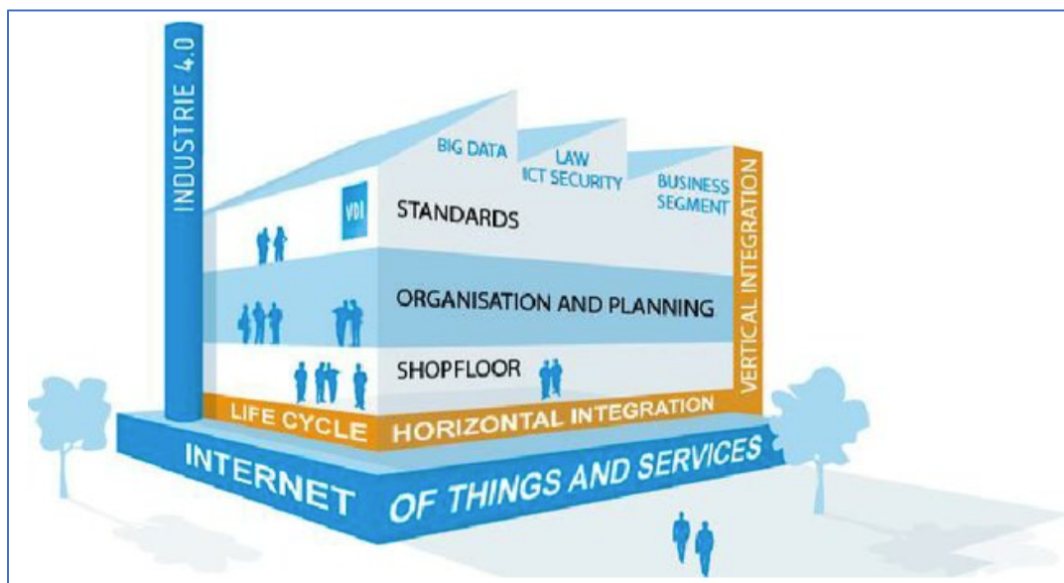 INDUSTRIE 4.0
BIG DATA
LAW
ICT SECURITY
BUSINESS
SEGMENT
VDI
STANDARDS
ORGANISATION AND PLANNING
SHOPFLOOR
VERTICAL INTEGRATION
LIFE CYCLE
HORIZONTAL INTEGRATION
INTERNET
OF THINGS AND SERVICES